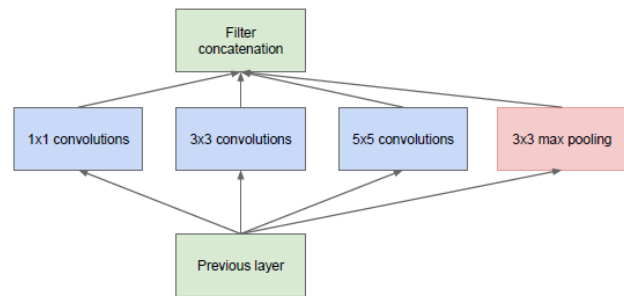 Filter
concatenation
1x1 convolutions
3x3 convolutions
5x5 convolutions
3x3 max pooling
Previous layer